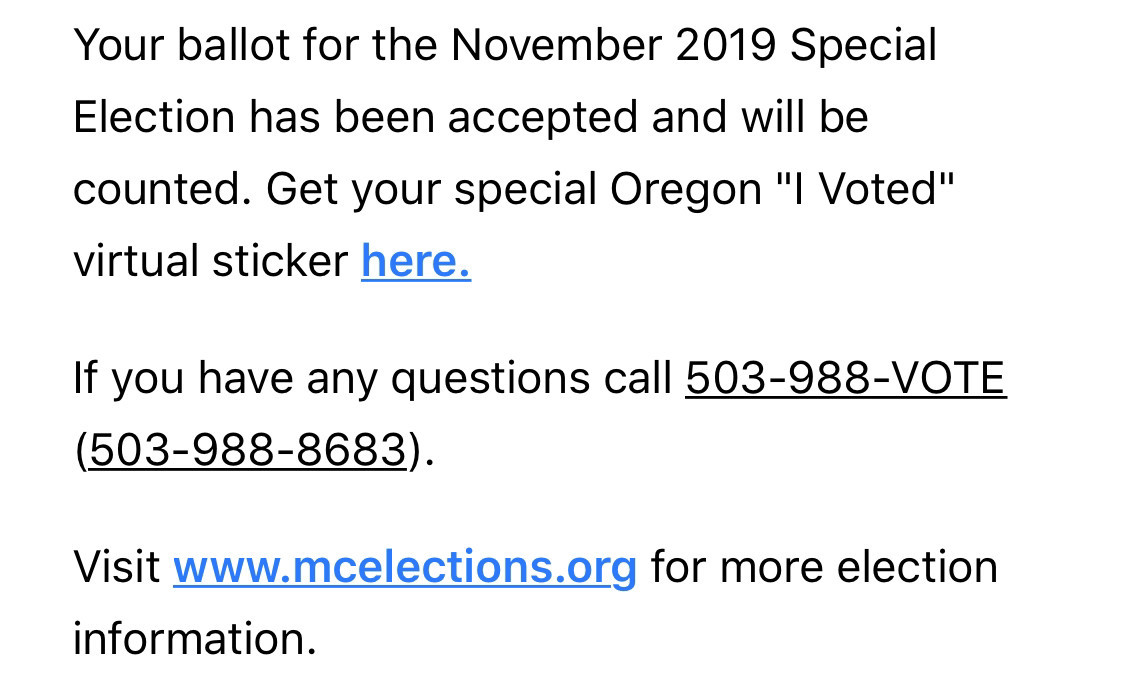 Your ballot for the November 2019 Special
Election has been accepted and will be
counted. Get your special Oregon "I Voted"
virtual sticker here.
If you have any questions call 503-988-VOTE
(503-988-8683).
Visit www.mcelections.org for more election
information.